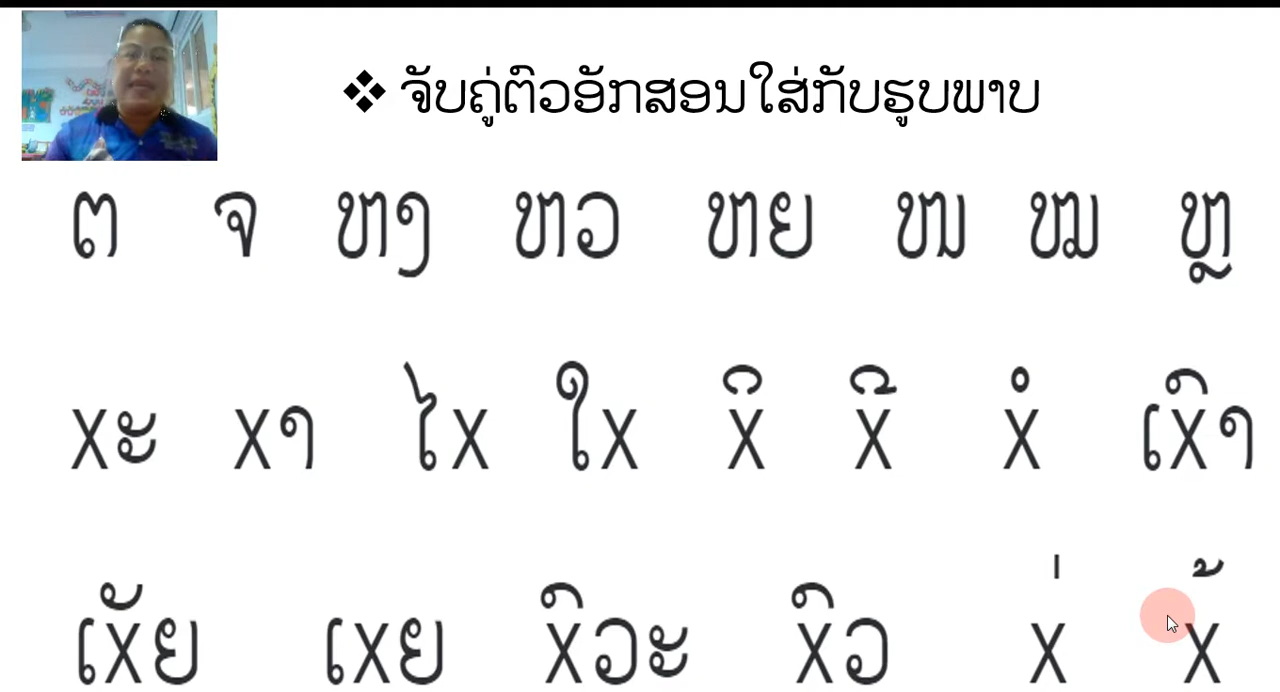 ❖ ຈັບຄູ່ຕົວອັກສອນໃສ່ກັບຮູບພາບ
ຕ ຈ ຫງ ຫວ ຫຍ ໜ ໝ ຫຼ
xະ xາ ໄx ໃx xິ xີ xໍ ເxົາ
ເxັຍ ເxຍ xົວະ xົວ x່ x້